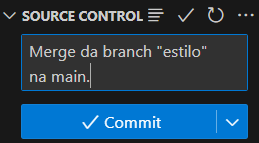 SOURCE CONTROL
Merge da branch "estilo"
na main.
Commit